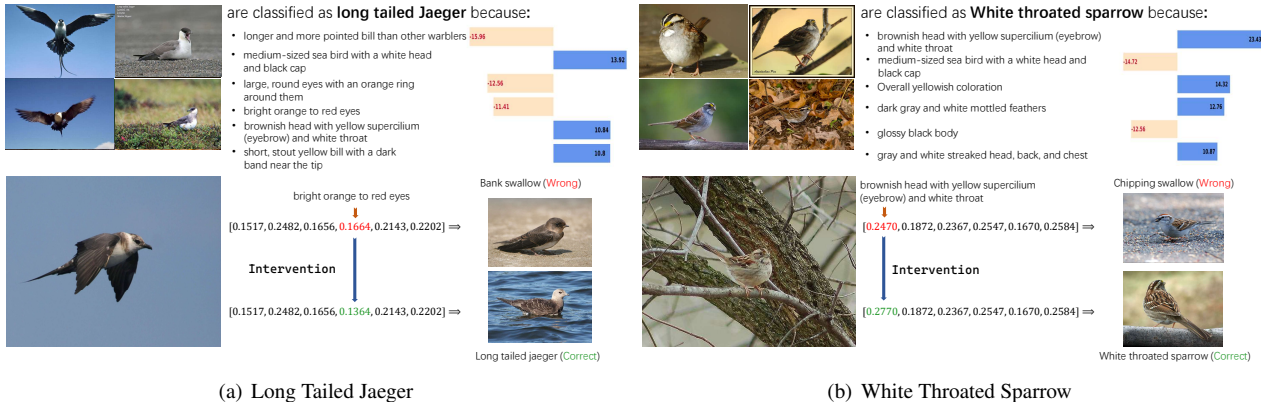 are classified as long tailed Jaeger because:
• longer and more pointed bill than other warblers
-15.96
• medium-sized sea bird with a white head
and black cap
13.92
• large, round eyes with an orange ring
around them
-12.56
• bright orange to red eyes
-11.41
• brownish head with yellow supercilium
(eyebrow) and white throat
10.84
• short, stout yellow bill with a dark
band near the tip
10.8
bright orange to red eyes
[0.1517, 0.2482, 0.1656, 0.1664, 0.2143, 0.2202] ⟹
Intervention
[0.1517, 0.2482, 0.1656, 0.1364, 0.2143, 0.2202] ⟹
Bank swallow (Wrong)
Long tailed jaeger (Correct)
(a) Long Tailed Jaeger
are classified as White throated sparrow because:
• brownish head with yellow supercilium (eyebrow)
and white throat
23.43
• medium-sized sea bird with a white head and
black cap
-14.72
• Overall yellowish coloration
14.32
• dark gray and white mottled feathers
12.76
• glossy black body
-12.56
• gray and white streaked head, back, and chest
10.87
brownish head with yellow supercilium
(eyebrow) and white throat
[0.2470, 0.1872, 0.2367, 0.2547, 0.1670, 0.2584] ⟹
Intervention
[0.2770, 0.1872, 0.2367, 0.2547, 0.1670, 0.2584] ⟹
Chipping swallow (Wrong)
White throated sparrow (Correct)
(b) White Throated Sparrow